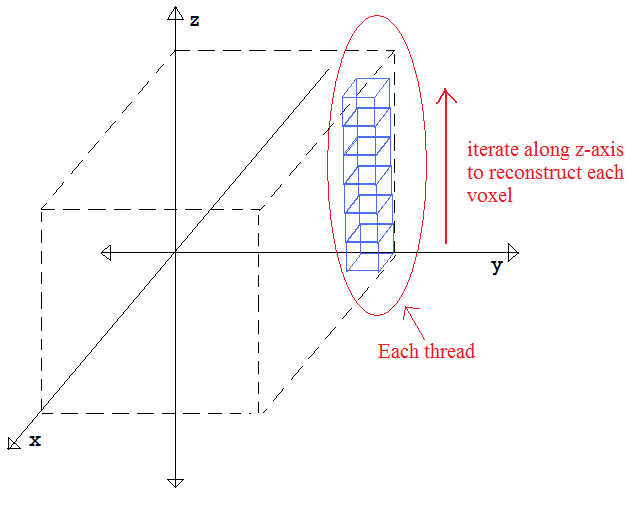 z
iterate along z-axis
to reconstruct each
voxel
y
Each thread
x